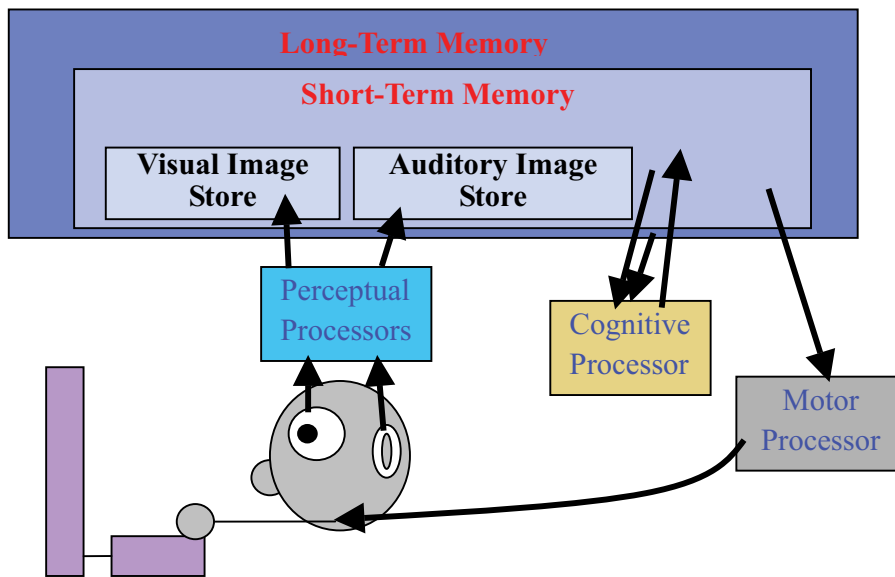 Long-Term Memory
Short-Term Memory
Visual Image
Store
Auditory Image
Store
Perceptual
Processors
Cognitive
Processor
Motor
Processor